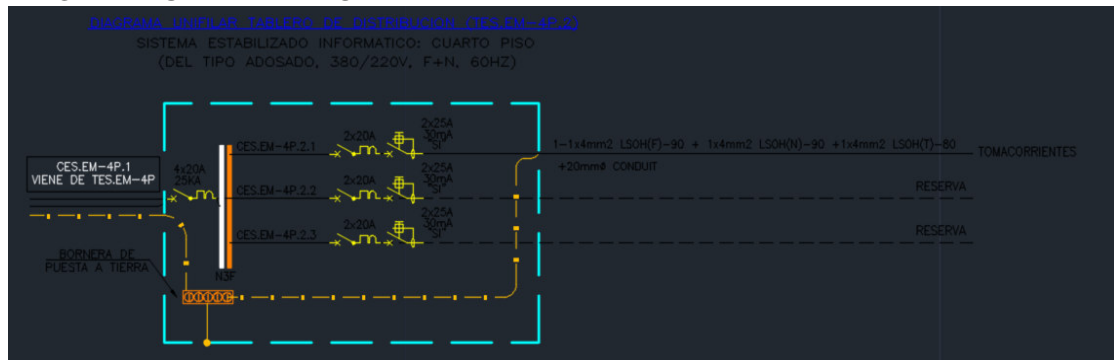 DIAGRAMA UNIFILAR TABLERO DE DISTRIBUCION (TES.EM-4P.2)
SISTEMA ESTABILIZADO INFORMATICO: CUARTO PISO
(DEL TIPO ADOSADO, 380/220V, F+N, 60HZ)
CES.EM-4P.1
VIENE DE TES.EM-4P
4x20A
25KA
CES.EM-4P.2.1
2x20A
2x25A
30mA
"SI"
1-1x4mm2 LSOH(F)-90 + 1x4mm2 LSOH(N)-90 +1x4mm2 LSOH(T)-80
+20mmø CONDUIT
TOMACORRIENTES
CES.EM-4P.2.2
2x20A
2x25A
30mA
"SI"
RESERVA
CES.EM-4P.2.3
2x20A
2x25A
30mA
"SI"
RESERVA
BORNERA DE
PUESTA A TIERRA
N3F